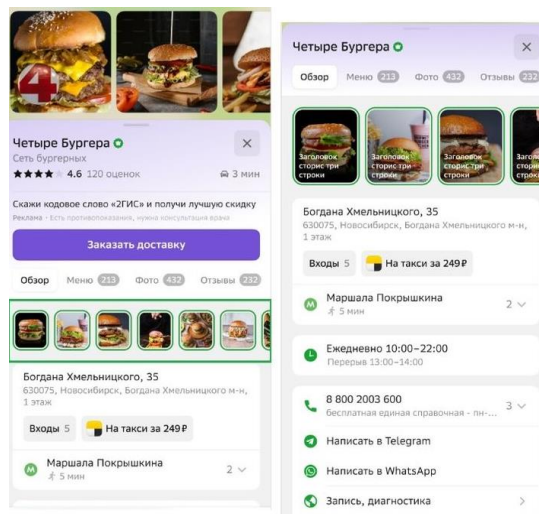 4
Четыре Бургера
Сеть бургерных
4.6 120 оценок
3 мин
Скажи кодовое слово «2ГИС» и получи лучшую скидку
Реклама - Есть противопоказания, нужна консультация врача
Заказать доставку
Обзор Меню 213 Фото 432 Отзывы 232
Богдана Хмельницкого, 35
630075, Новосибирск, Богдана Хмельницкого м-н,
1 этаж
Входы 5 На такси за 249 ₽
М Маршала Покрышкина 2
5 мин
Четыре Бургера
Обзор Меню 213 Фото 432 Отзывы 232
Заголовок
сторис три
строки
Заголовок
сторис три
строки
Заголовок
сторис три
строки
Заголо
сторис
строки
Богдана Хмельницкого, 35
630075, Новосибирск, Богдана Хмельницкого м-н,
1 этаж
Входы 5 На такси за 249 ₽
М Маршала Покрышкина 2
5 мин
Ежедневно 10:00–22:00
Перерыв 13:00–14:00
8 800 2003 600 3
бесплатная единая справочная - пн-...
Написать в Telegram
Написать в WhatsApp
Запись, диагностика